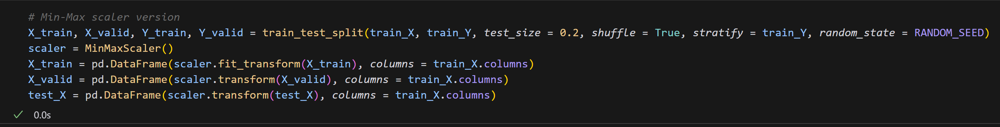 # Min-Max scaler version
X_train, X_valid, Y_train, Y_valid = train_test_split(train_X, train_Y, test_size = 0.2, shuffle = True, stratify = train_Y, random_state = RANDOM_SEED)
scaler = MinMaxScaler()
X_train = pd.DataFrame(scaler.fit_transform(X_train), columns = train_X.columns)
X_valid = pd.DataFrame(scaler.transform(X_valid), columns = train_X.columns)
test_X = pd.DataFrame(scaler.transform(test_X), columns = train_X.columns)
0.0s